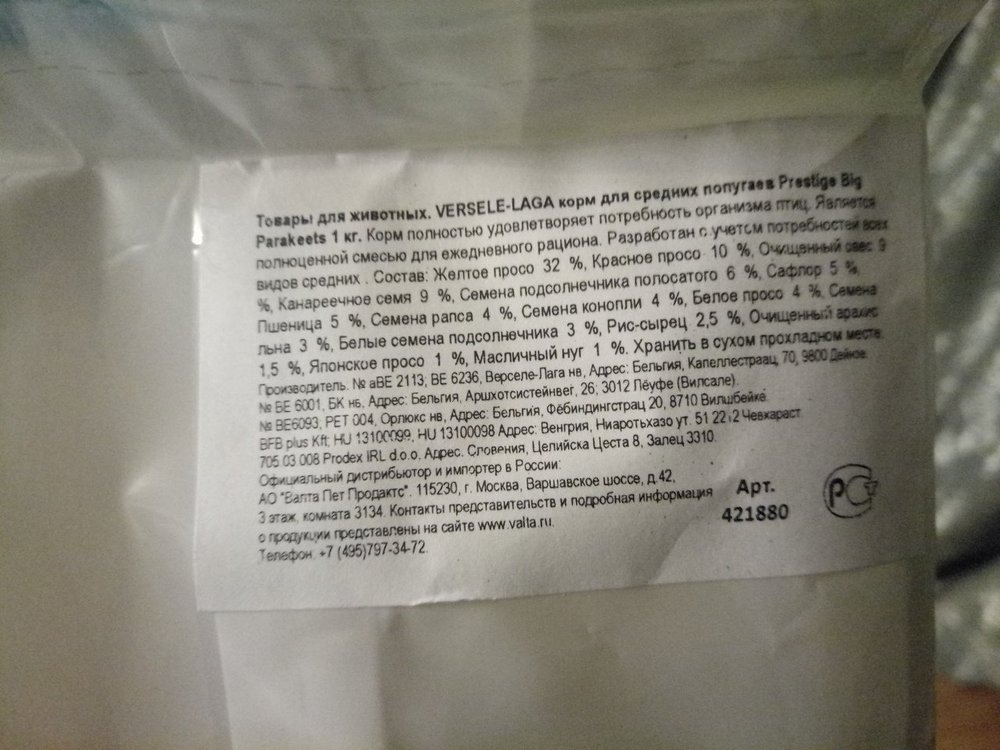 Товары для животных. VERSELE-LAGA корм для средних попугаев Prestige Big
Parakeets 1 кг. Корм полностью удовлетворяет потребность организма птиц. Является
полноценной смесью для ежедневного рациона. Разработан с учетом потребностей всех
видов средних . Состав: Желтое просо 32 %, Красное просо 10 %, Очищенный овес 9
%, Канареечное семя 9 %, Семена подсолнечника полосатого 6 %, Сафлор 5 %,
Пшеница 5 %, Семена рапса 4 %, Семена конопли 4 %, Белое просо 4 %, Семена
льна 3 %, Белые семена подсолнечника 3 %, Рис-сырец 2,5 %, Очищенный арахис
1,5 %, Японское просо 1 %, Масличный нуг 1 %. Хранить в сухом прохладном месте.
Производитель: № aBE 2113; BE 6236, Верселе-Лага нв, Адрес: Бельгия, Капеллестраац, 70, 9800 Дейнзе.
№ BE 6001, БК нв. Адрес: Бельгия, Аршхотсистейнвег, 26; 3012 Лёуфе (Вилсале).
№ BE6093, PET 004, Орлюкс нв, Адрес: Бельгия, Фёбиндингстрац 20, 8710 Вилшбейке.
BFB plus Kft; HU 13100099, HU 13100098 Адрес: Венгрия, Ниаротьхазо ут. 51 22,2 Чевхараст.
705 03 008 Prodex IRL d.o.o. Адрес: Словения, Целийска Цеста 8, Залец 3310.
Официальный дистрибьютор и импортер в России:
АО "Валта Пет Продактс". 115230, г. Москва, Варшавское шоссе, д.42,
3 этаж, комната 3134. Контакты представительств и подробная информация
о продукции представлены на сайте www.valta.ru.
Телефон: +7 (495)797-34-72.
Арт.
421880
РСТ